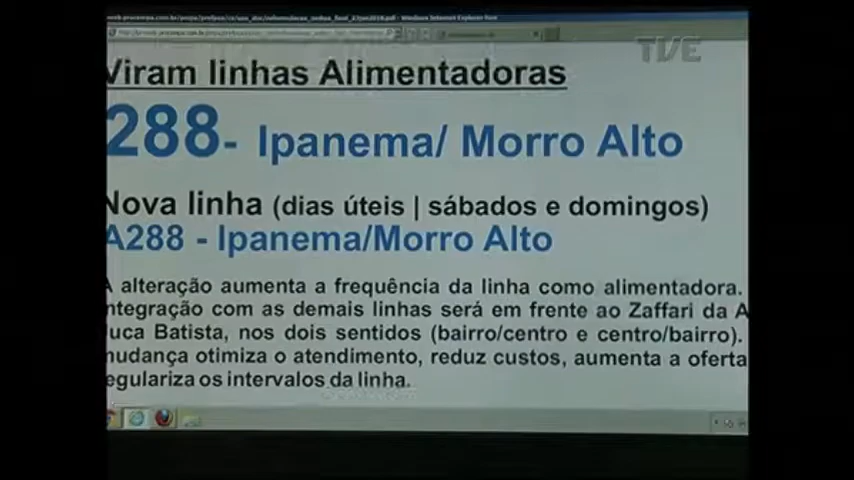 TVE
Viram linhas Alimentadoras
288- Ipanema/ Morro Alto
Nova linha (dias úteis | sábados e domingos)
A288 - Ipanema/Morro Alto
A alteração aumenta a frequência da linha como alimentadora.
ntegração com as demais linhas será em frente ao Zaffari da A
uca Batista, nos dois sentidos (bairro/centro e centro/bairro).
mudança otimiza o atendimento, reduz custos, aumenta a oferta
egulariza os intervalos da linha.